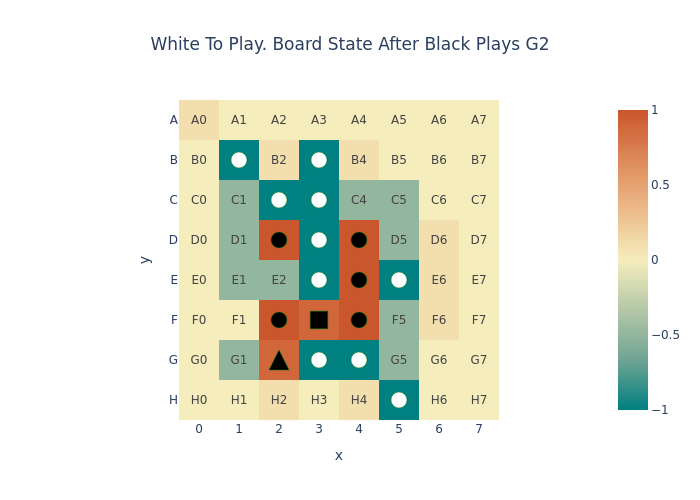 White To Play. Board State After Black Plays G2
A A0 A1 A2 A3 A4 A5 A6 A7 1
B B0 B2 B4 B5 B6 B7 0.5
C C0 C1 C4 C5 C6 C7
D D0 D1 D5 D6 D7 0
E E0 E1 E2 E6 E7
F F0 F1 F5 F6 F7 −0.5
G G0 G1 G5 G6 G7
H H0 H1 H2 H3 H4 H6 H7 −1
0 1 2 3 4 5 6 7
x
y